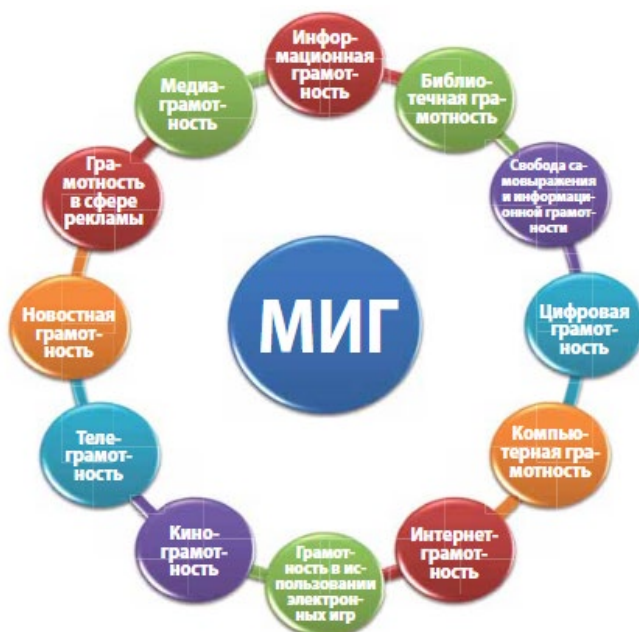 Инфор-
мационная
грамотность
Библио-
течная гра-
мотность
Свобода са-
мовыражения
и информаци-
онной грамот-
ности
Цифровая
грамот-
ность
Компью-
терная гра-
мотность
Интернет-
грамот-
ность
Грамот-
ность в ис-
пользовании
электрон-
ных игр
Кино-
грамот-
ность
Теле-
грамот-
ность
Новостная
грамот-
ность
Гра-
мотность
в сфере
рекламы
Медиа-
грамот-
ность
МИГ